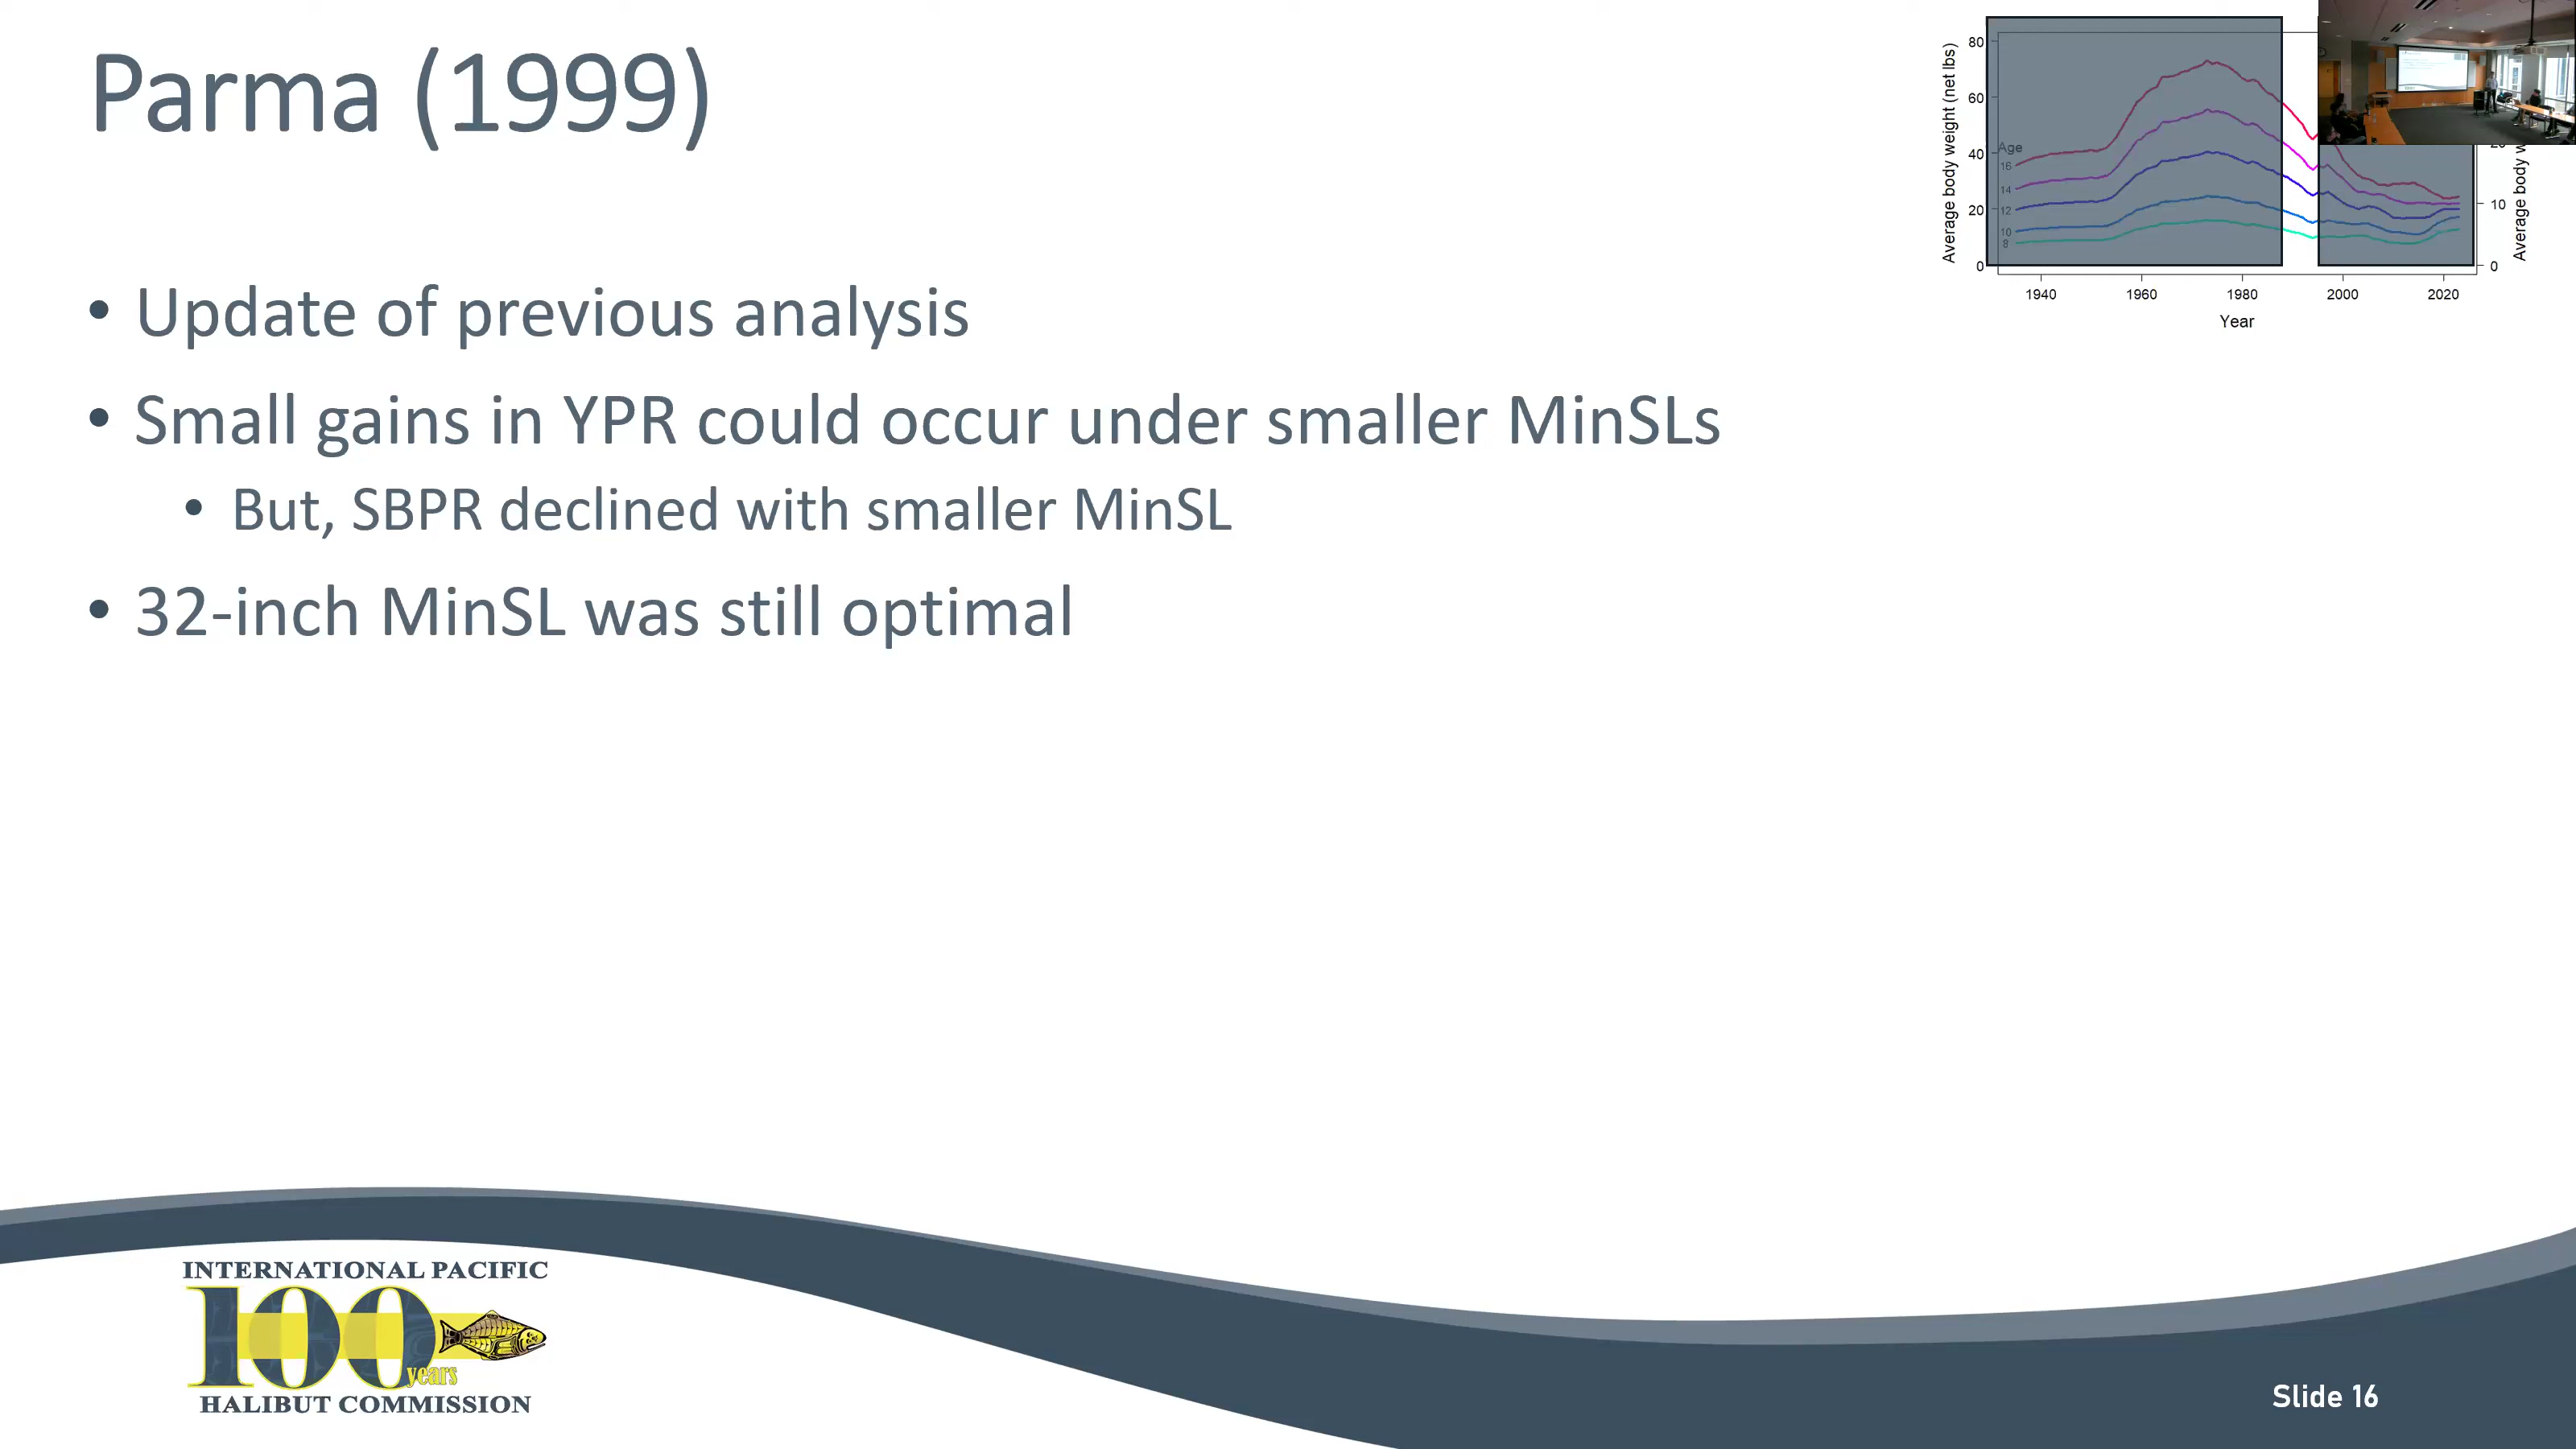 Parma (1999)
• Update of previous analysis
• Small gains in YPR could occur under smaller MinSLs
• But, SBPR declined with smaller MinSL
• 32-inch MinSL was still optimal
Average body weight (net lbs)
80
60
40
20
0
Age
16
14
12
10
8
1940
1960
1980
2000
2020
Year
10
0
Average body
INTERNATIONAL PACIFIC
100
years
HALIBUT COMMISSION
Slide 16